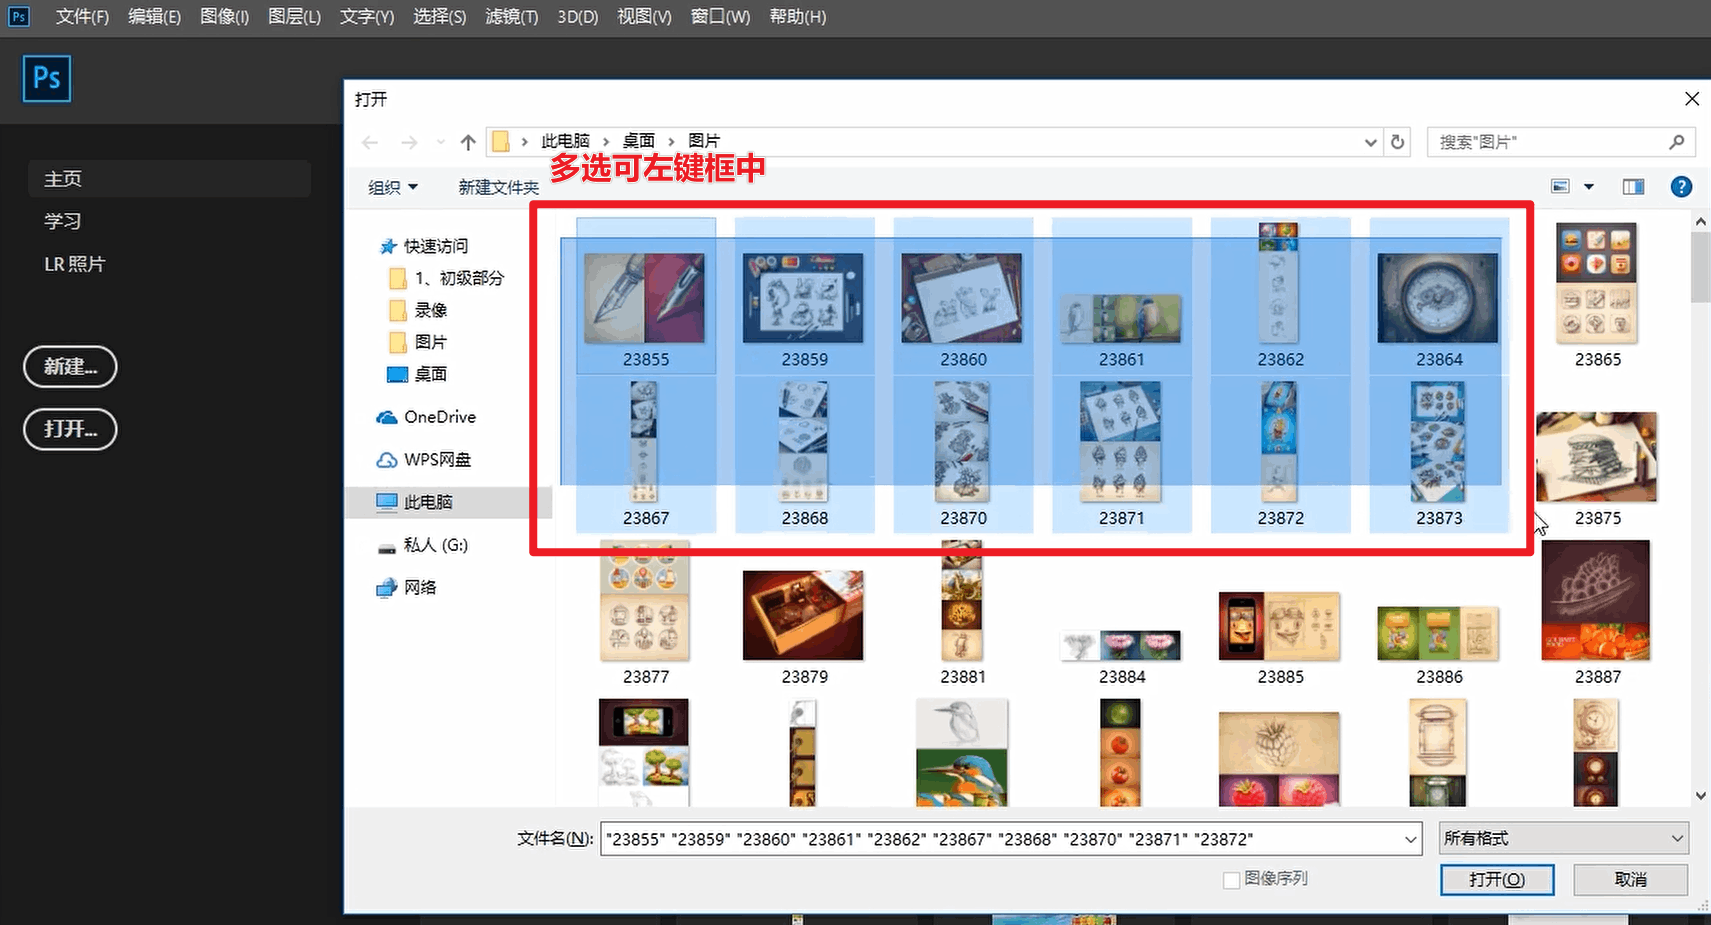 Ps 文件(F) 编辑(E) 图像(I) 图层(L) 文字(Y) 选择(S) 滤镜(T) 3D(D) 视图(V) 窗口(W) 帮助(H)
Ps
主页
学习
LR 照片
新建...
打开...
打开
此电脑 > 桌面 > 图片
搜索"图片"
多选可左键框中
组织 新建文件夹
快速访问
1、初级部分
录像
图片
桌面
OneDrive
WPS网盘
此电脑
私人 (G:)
网络
23855 23859 23860 23861 23862 23864 23865
23867 23868 23870 23871 23872 23873 23875
23877 23879 23881 23884 23885 23886 23887
文件名(N): "23855" "23859" "23860" "23861" "23862" "23867" "23868" "23870" "23871" "23872" 所有格式
图像序列
打开(O) 取消